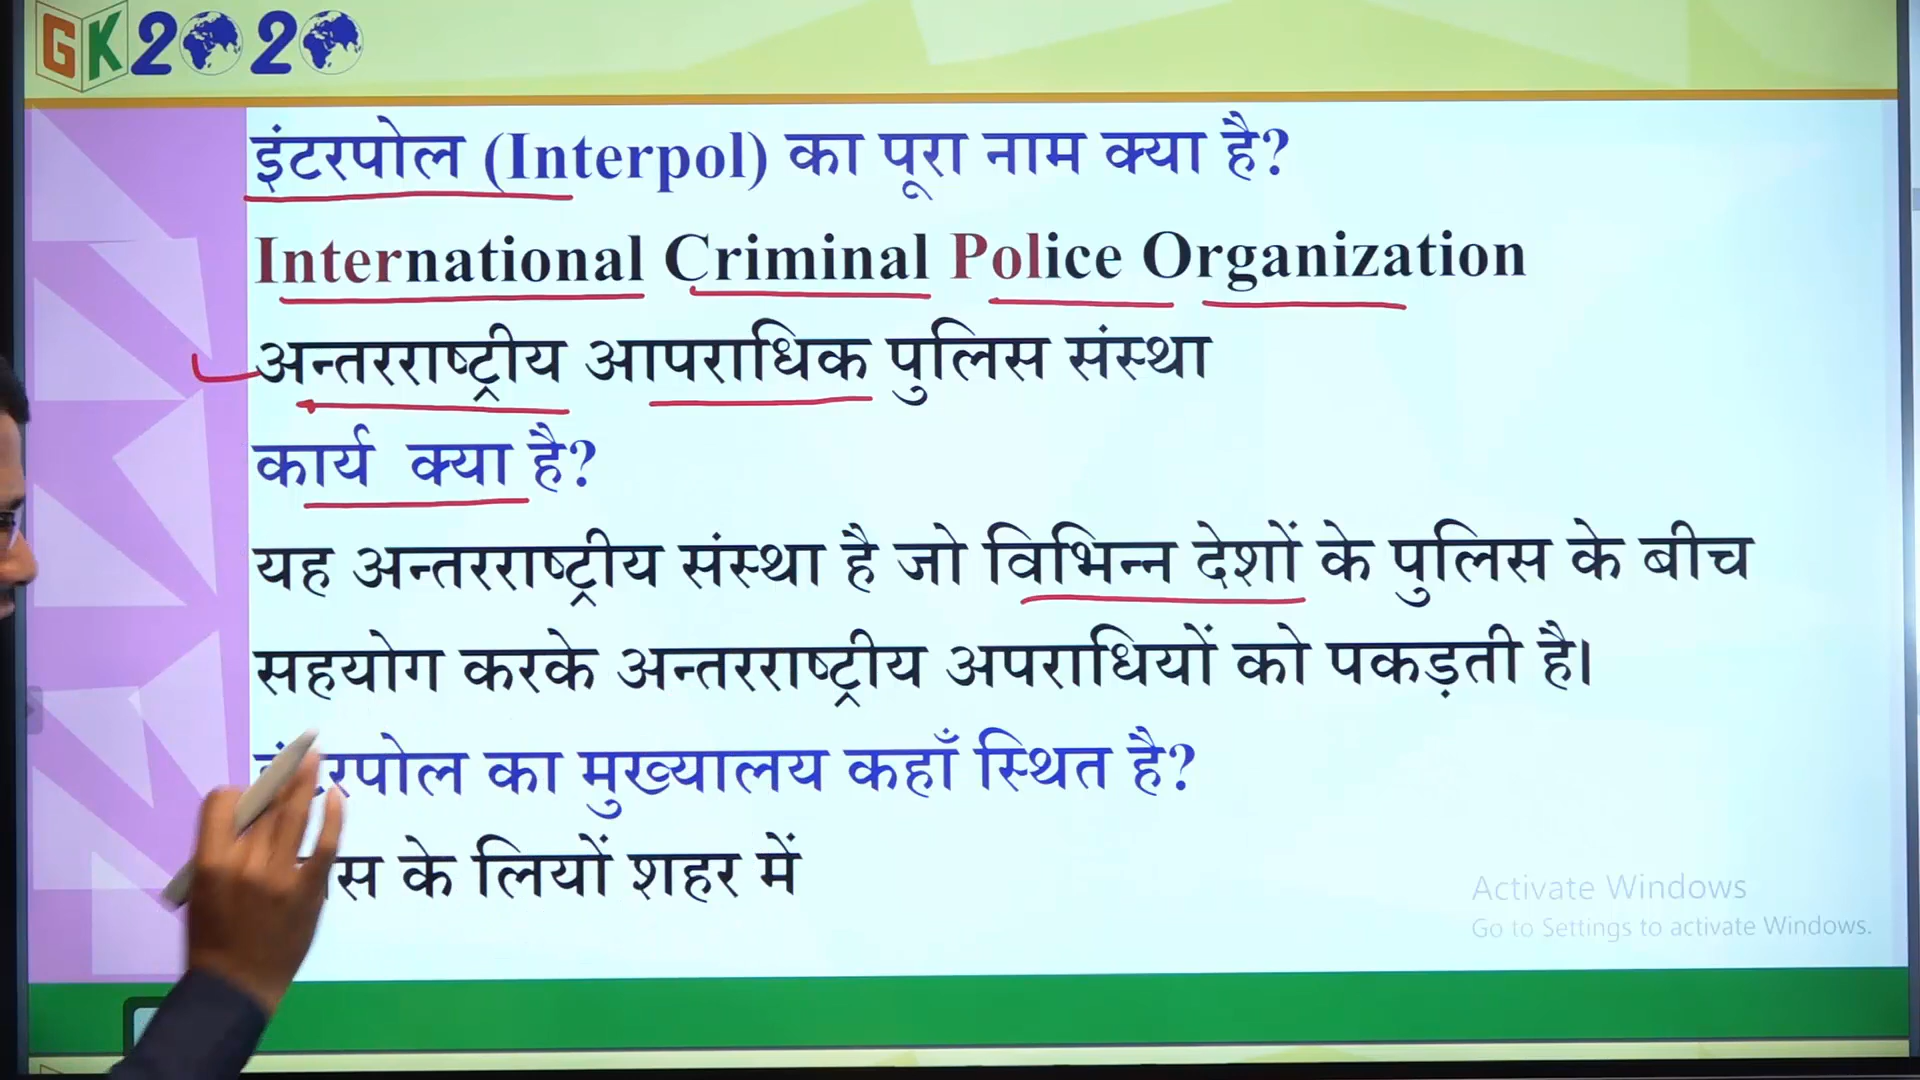 GK2020
इंटरपोल (Interpol) का पूरा नाम क्या है?
International Criminal Police Organization
अन्तरराष्ट्रीय आपराधिक पुलिस संस्था
कार्य क्या है?
यह अन्तरराष्ट्रीय संस्था है जो विभिन्न देशों के पुलिस के बीच
सहयोग करके अन्तरराष्ट्रीय अपराधियों को पकड़ती है।
का मुख्यालय कहाँ स्थित है?
के लियों शहर में
Activate Windows
Go to Settings to activate Windows.